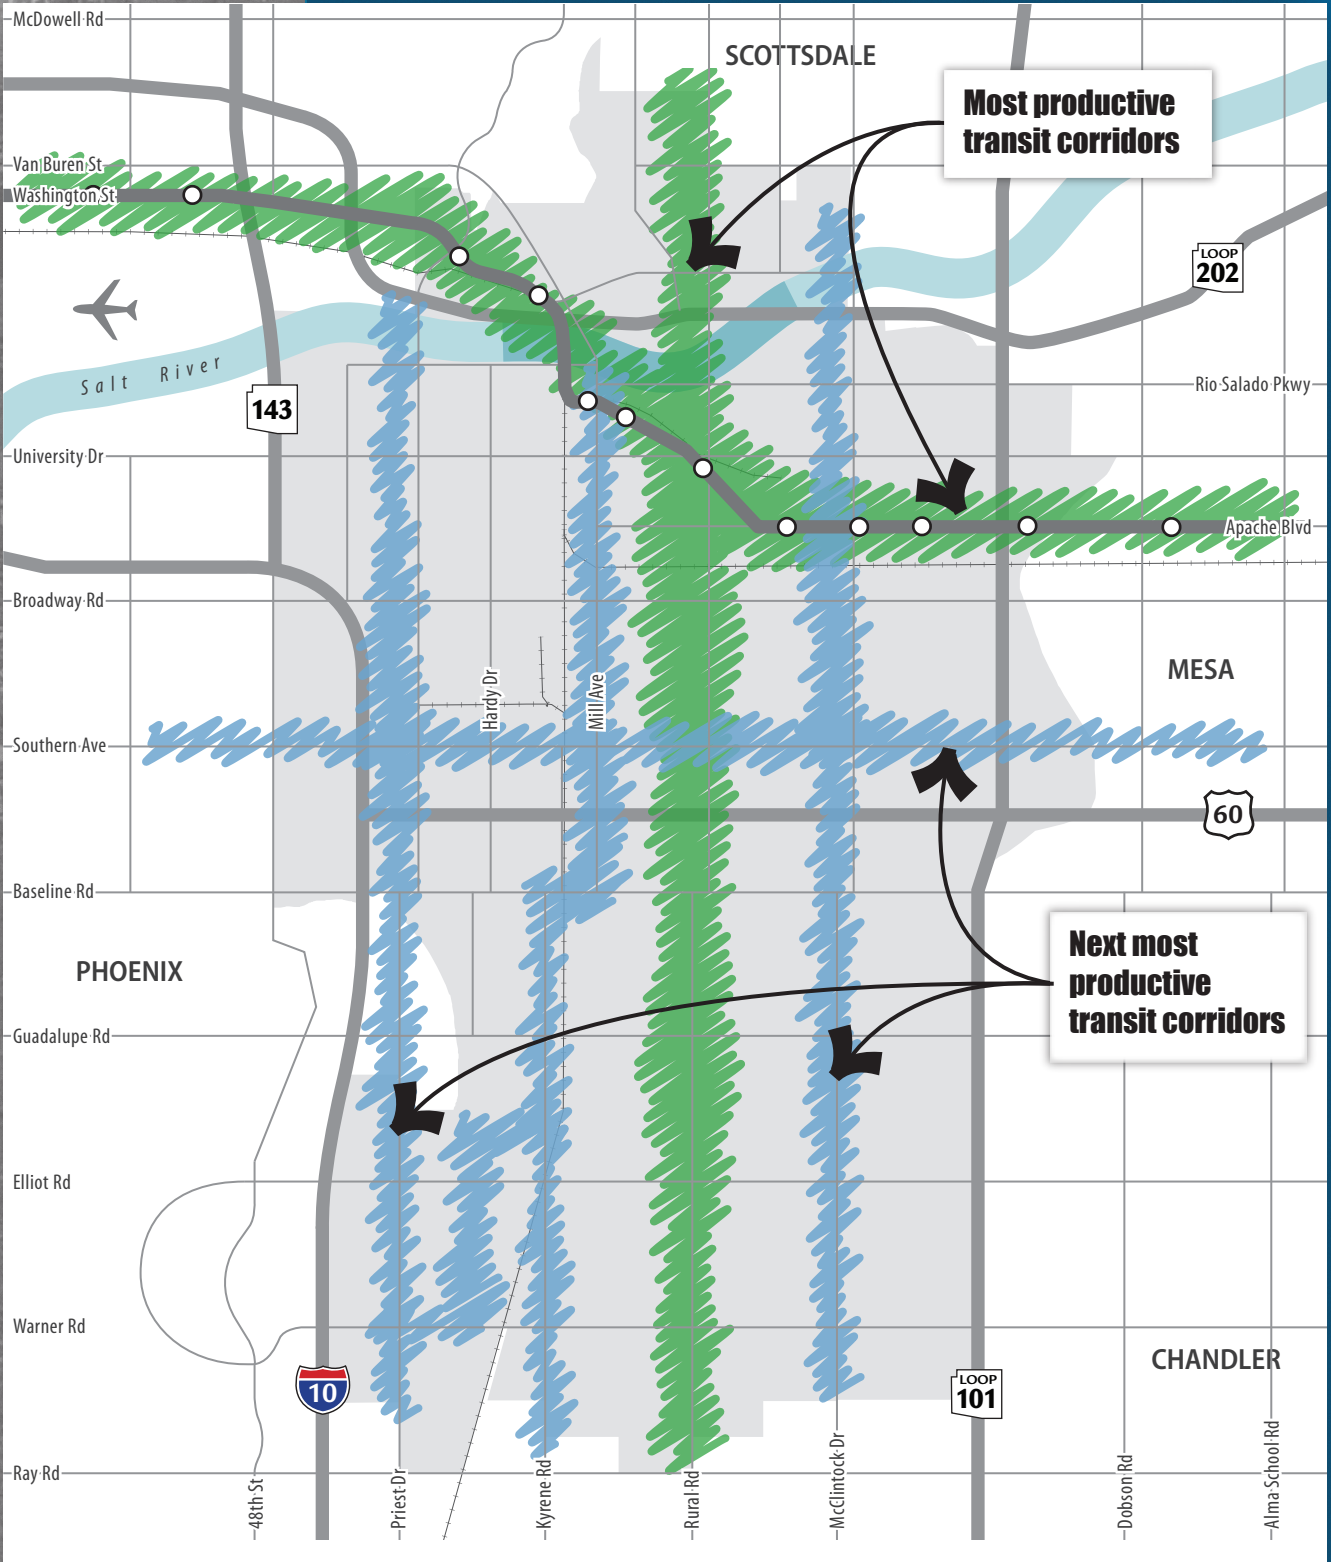 McDowell Rd
SCOTTSDALE
Most productive
transit corridors
Van Buren St
Washington St
LOOP
202
Salt River
143
Rio Salado Pkwy
University Dr
Apache Blvd
Broadway Rd
MESA
Hardy Dr
Mill Ave
Southern Ave
60
Baseline Rd
Next most
productive
transit corridors
PHOENIX
Guadalupe Rd
Elliot Rd
Warner Rd
CHANDLER
10
LOOP
101
Ray Rd
48th St
Priest Dr
Kyrene Rd
Rural Rd
McClintock Dr
Dobson Rd
Alma School Rd